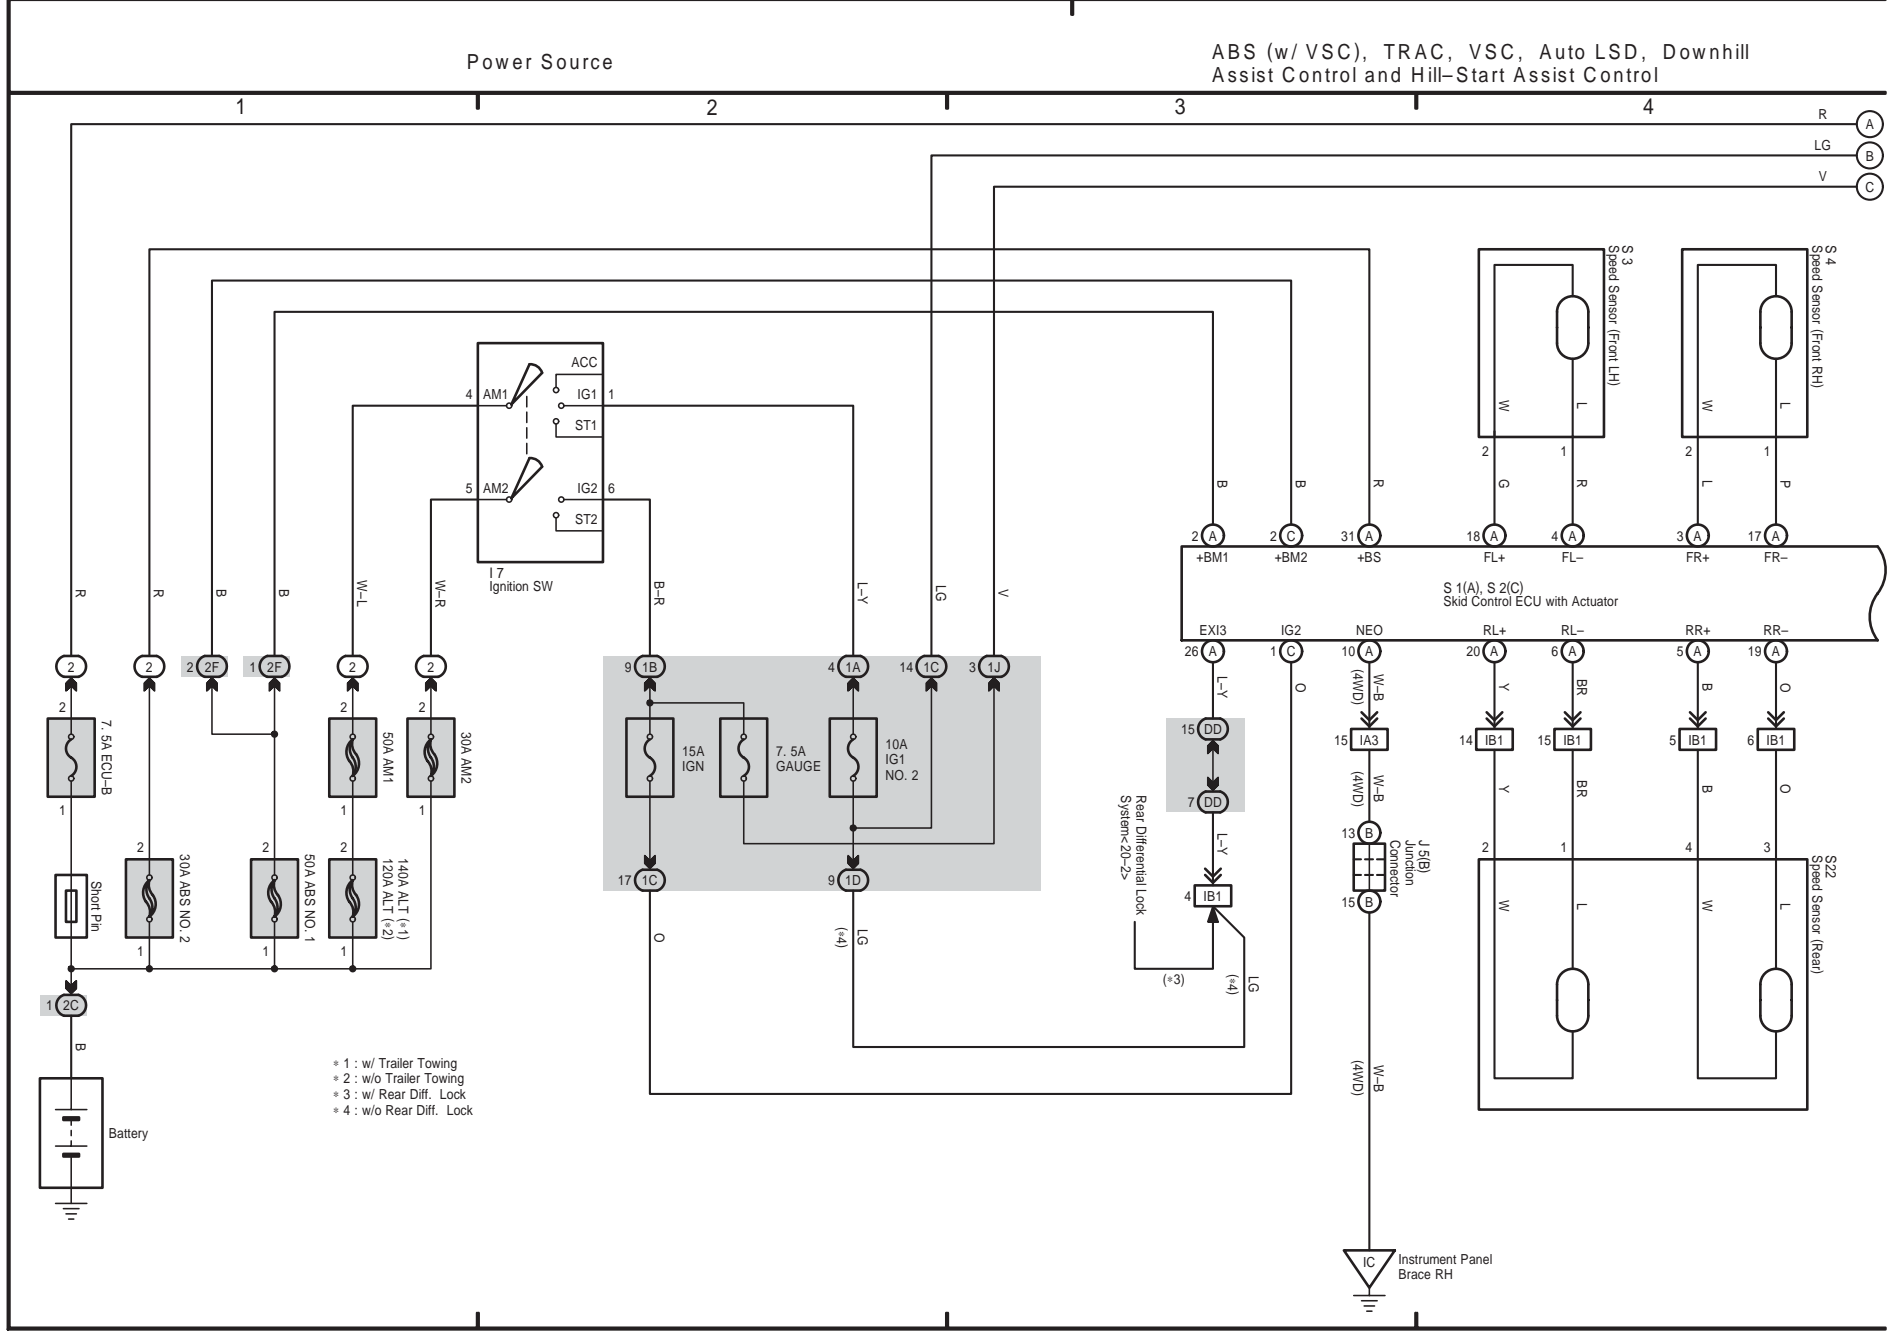 Power Source
ABS (w/ VSC), TRAC, VSC, Auto LSD, Downhill
Assist Control and Hill–Start Assist Control
1
2
3
4
R
A
LG
B
V
C
S 3
Speed Sensor (Front LH)
S 4
Speed Sensor (Front RH)
W
L
W
L
2
1
2
1
G
R
L
P
ACC
4
AM1
IG1
1
ST1
5
AM2
IG2
6
ST2
I 7
Ignition SW
B
B
R
2
A
2
C
31
A
18
A
4
A
3
A
17
A
+BM1
+BM2
+BS
FL+
FL–
FR+
FR–
S 1(A), S 2(C)
Skid Control ECU with Actuator
EXI3
IG2
NEO
RL+
RL–
RR+
RR–
26
A
1
C
10
A
20
A
6
A
5
A
19
A
R
R
B
B
W–L
W–R
B–R
L–Y
LG
V
2
2
2
2F
1
2F
2
2
9
1B
4
1A
14
1C
3
1J
L–Y
O
W–B
(4WD)
Y
BR
B
O
2
7. 5A ECU–B
1
2
50A AM1
1
2
30A AM2
1
15A
IGN
7. 5A
GAUGE
10A
IG1
NO. 2
15
DD
7
DD
15
IA3
14
IB1
15
IB1
5
IB1
6
IB1
W–B
(4WD)
Y
BR
B
O
Rear Differential Lock
System<20–2>
L–Y
4
IB1
13
B
J 5(B)
Junction
Connector
15
B
Short Pin
2
30A ABS NO. 2
1
2
50A ABS NO. 1
1
2
140A ALT (∗1)
120A ALT (∗2)
1
17
1C
9
1D
O
LG
(∗4)
(∗3)
LG
(∗4)
2
1
4
3
S22
Speed Sensor (Rear)
W
L
W
L
1
2C
B
Battery
∗ 1 : w/ Trailer Towing
∗ 2 : w/o Trailer Towing
∗ 3 : w/ Rear Diff. Lock
∗ 4 : w/o Rear Diff. Lock
W–B
(4WD)
IC
Instrument Panel
Brace RH